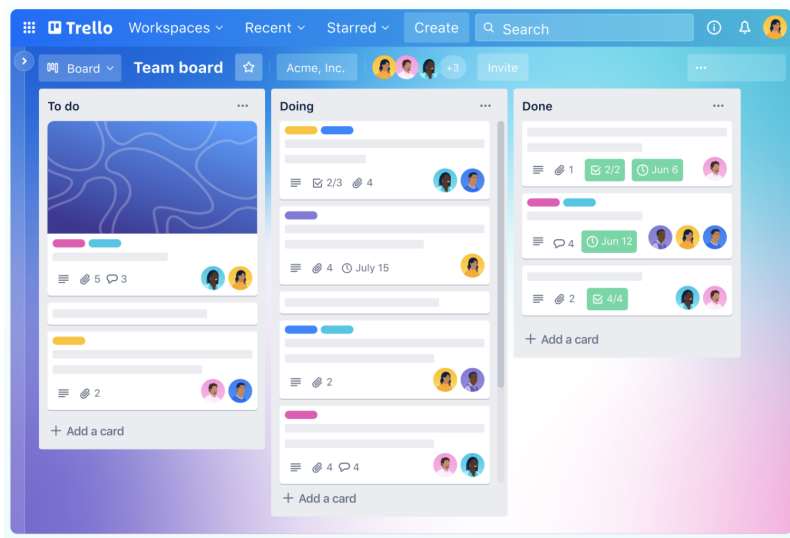 Trello Workspaces Recent Starred Create Search
Board Team board Acme, Inc. +3 Invite
To do
5 3
2
Add a card
Doing
2/3 4
4 July 15
2
4 4
Add a card
Done
1 2/2 Jun 6
4 Jun 12
2 4/4
Add a card